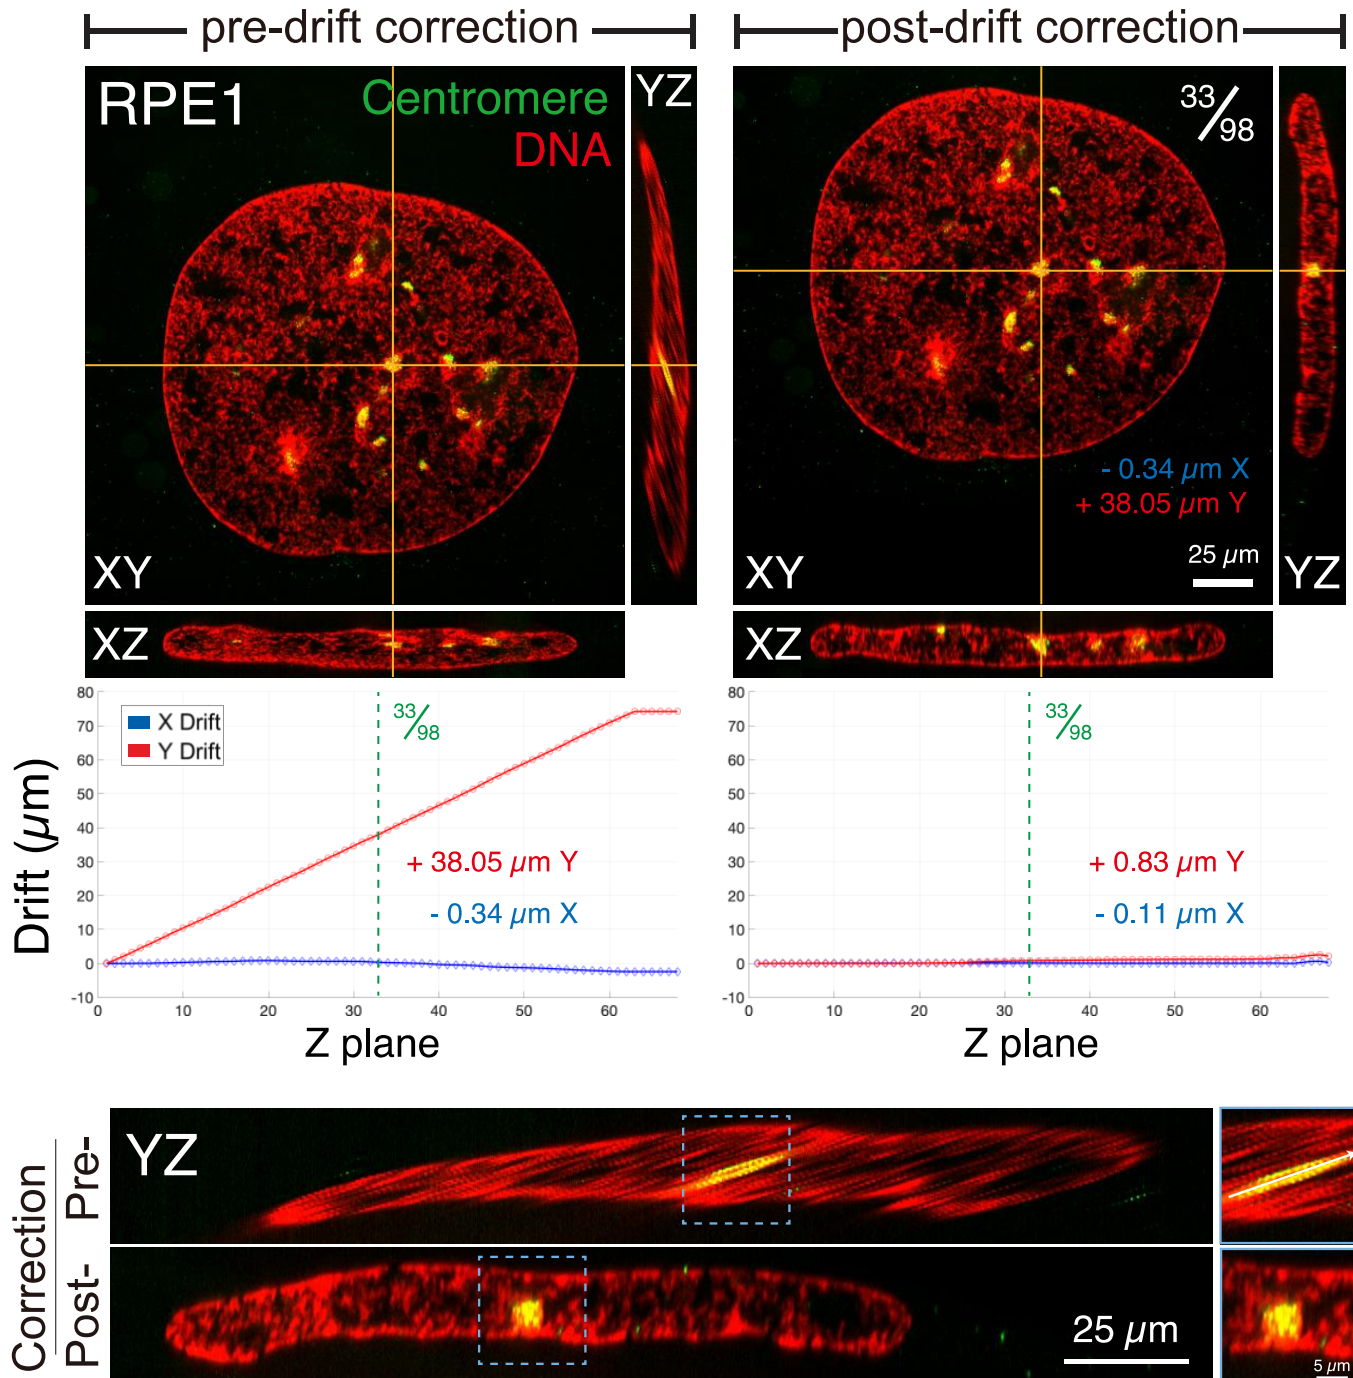 pre-drift correction
post-drift correction
RPE1
Centromere
DNA
YZ
XY
XZ
33/98
- 0.34 µm X
+ 38.05 µm Y
25 µm
XY
YZ
XZ
Drift (µm)
80
70
60
50
40
30
20
10
0
-10
X Drift
Y Drift
33/98
+ 38.05 µm Y
- 0.34 µm X
0 10 20 30 40 50 60
Z plane
80
70
60
50
40
30
20
10
0
-10
33/98
+ 0.83 µm Y
- 0.11 µm X
0 10 20 30 40 50 60
Z plane
Correction
Pre-
Post-
YZ
25 µm
5 µm